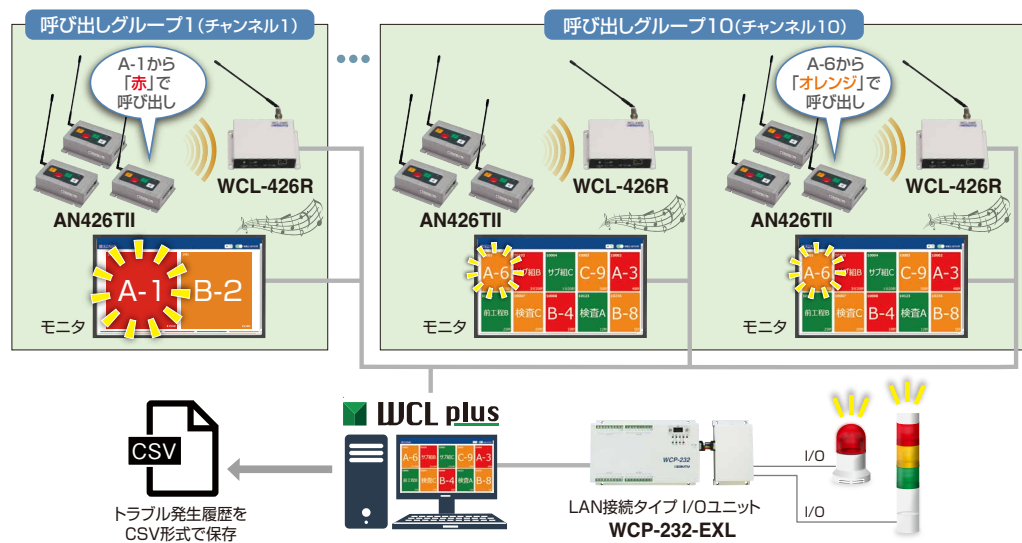 呼び出しグループ1(チャンネル1)
A-1から
「赤」で
呼び出し
WCL-426R
AN426TII
A-1
B-2
モニタ
呼び出しグループ10(チャンネル10)
WCL-426R
AN426TII
A-6
サブ組C
C-9
A-3
前工程B
検査C
B-4
検査A
B-8
モニタ
A-6から
「オレンジ」で
呼び出し
WCL-426R
AN426TII
A-6
サブ組C
C-9
A-3
前工程B
検査C
B-4
検査A
B-8
モニタ
CSV
トラブル発生履歴を
CSV形式で保存
WCL plus
A-6
サブ組B
サブ組C
C-9
A-3
前工程B
検査C
B-4
検査A
B-8
WCP-232
LAN接続タイプ I/Oユニット
WCP-232-EXL
I/O
I/O